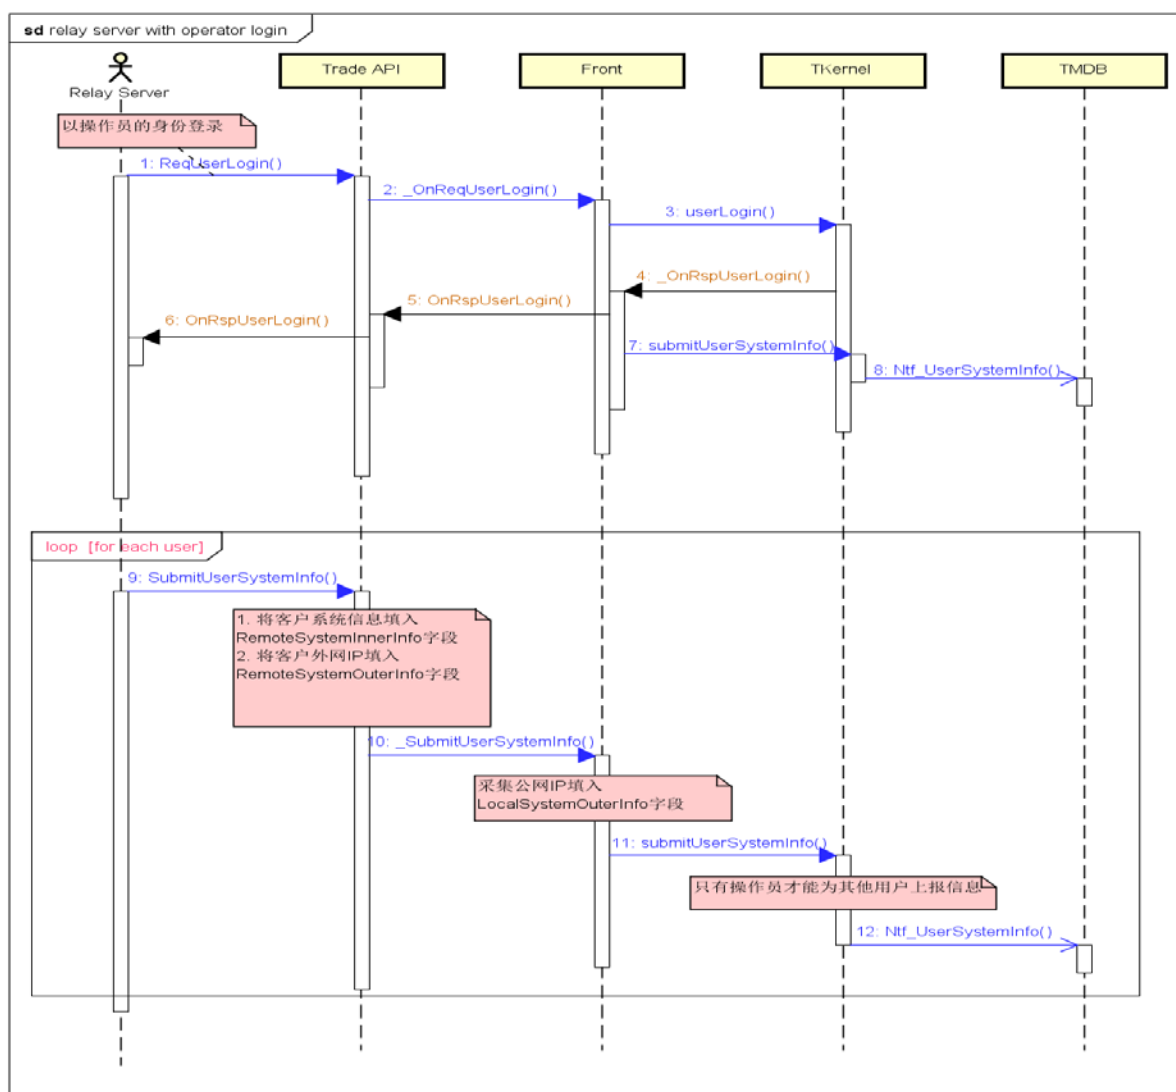 sd relay server with operator login
Relay Server
Trade API
Front
TKernel
TMDB
以操作员的身份登录
1: ReqUserLogin()
2: _OnReqUserLogin()
3: userLogin()
4: _OnRspUserLogin()
5: OnRspUserLogin()
6: OnRspUserLogin()
7: submitUserSystemInfo()
8: Ntf_UserSystemInfo()
loop [for each user]
9: SubmitUserSystemInfo()
1. 将客户系统信息填入
RemoteSystemInnerInfo字段
2. 将客户外网IP填入
RemoteSystemOuterInfo字段
10: _SubmitUserSystemInfo()
采集公网IP填入
LocalSystemOuterInfo字段
11: submitUserSystemInfo()
只有操作员才能为其他用户上报信息
12: Ntf_UserSystemInfo()